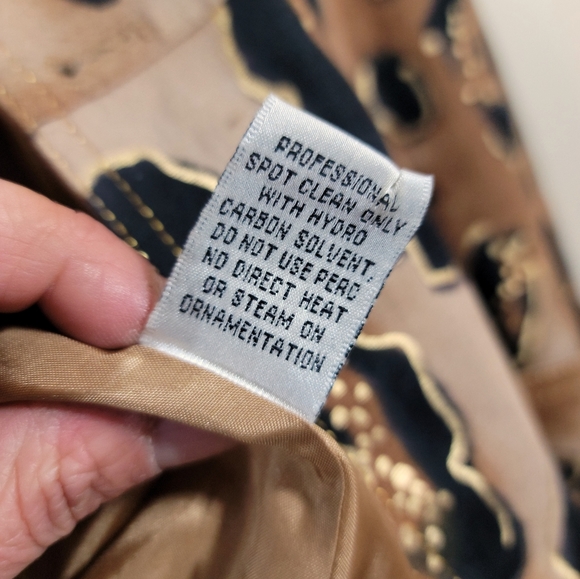 PROFESSIONAL
SPOT CLEAN ONLY
WITH HYDRO
CARBON SOLVENT.
DO NOT USE PERC
NO DIRECT HEAT
OR STEAM ON
ORNAMENTATION